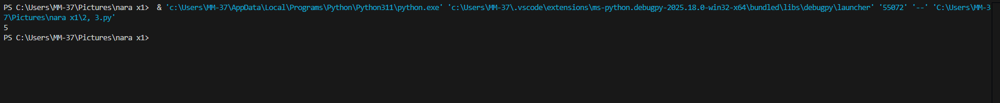 PS C:\Users\MM-37\Pictures\nara x1>  & 'c:\Users\MM-37\AppData\Local\Programs\Python\Python311\python.exe' 'c:\Users\MM-37\.vscode\extensions\ms-python.debugpy-2025.18.0-win32-x64\bundled\libs\debugpy\launcher' '55072' '--' 'C:\Users\MM-3
7\Pictures\nara x1\2, 3.py'
5
PS C:\Users\MM-37\Pictures\nara x1>